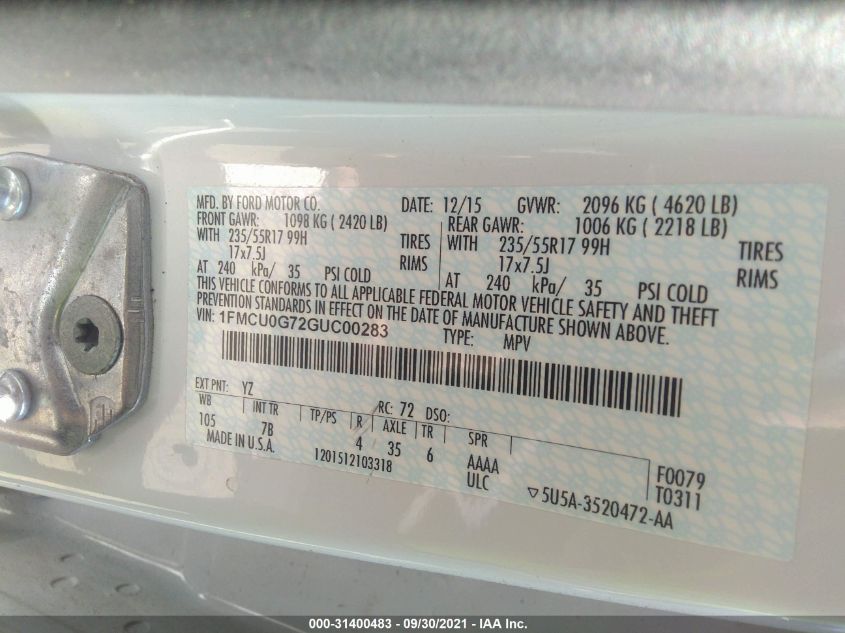 MFD. BY FORD MOTOR CO. DATE: 12/15 GVWR: 2096 KG ( 4620 LB)
FRONT GAWR: 1098 KG ( 2420 LB) REAR GAWR: 1006 KG ( 2218 LB)
WITH 235/55R17 99H TIRES WITH 235/55R17 99H TIRES
17x7.5J RIMS 17x7.5J RIMS
AT 240 kPa/ 35 PSI COLD AT 240 kPa/ 35 PSI COLD
THIS VEHICLE CONFORMS TO ALL APPLICABLE FEDERAL MOTOR VEHICLE SAFETY AND THEFT
PREVENTION STANDARDS IN EFFECT ON THE DATE OF MANUFACTURE SHOWN ABOVE.
VIN: 1FMCU0G72GUC00283 TYPE: MPV
EXT PNT: YZ RC: 72 DSO:
WB INT TR TP/PS R AXLE TR SPR
105 7B 4 35 6 AAAA F0079
MADE IN U.S.A. 1201512103318 ULC T0311
▽5U5A-3520472-AA
000-31400483 - 09/30/2021 - IAA Inc.